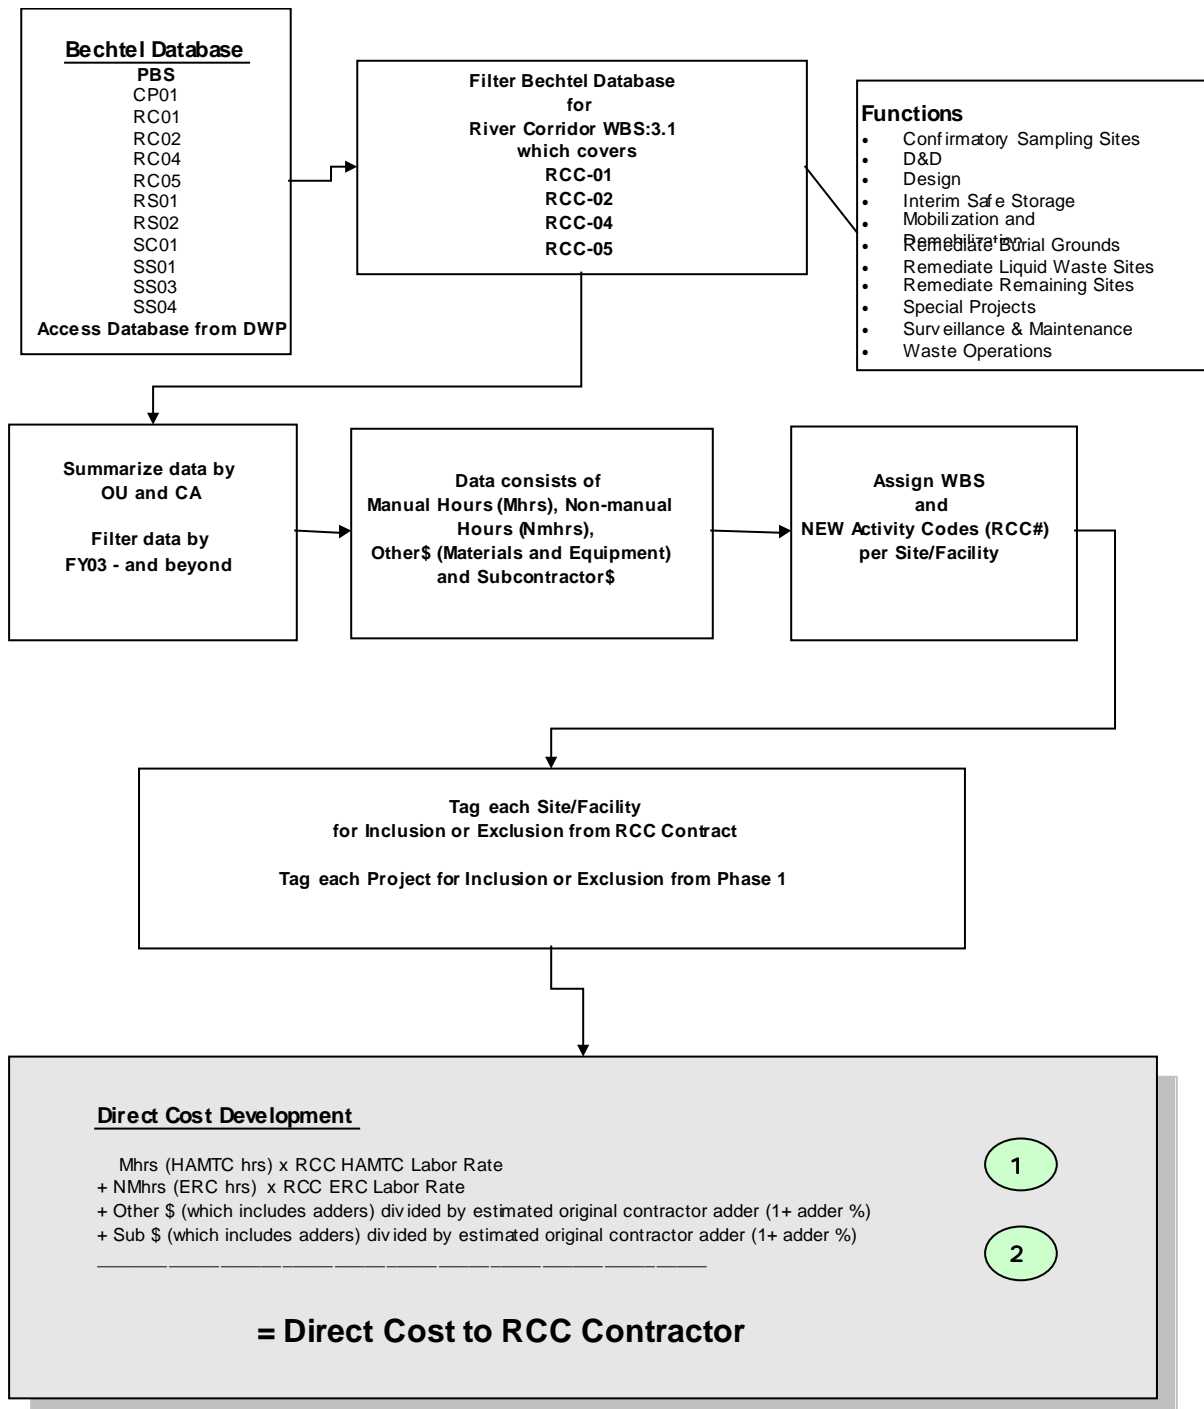 Bechtel Database
PBS
CP01
RC01
RC02
RC04
RC05
RS01
RS02
SC01
SS01
SS03
SS04
Access Database from DWP
Filter Bechtel Database
for
River Corridor WBS:3.1
which covers
RCC-01
RCC-02
RCC-04
RCC-05
Functions
• Confirmatory Sampling Sites
• D&D
• Design
• Interim Safe Storage
• Mobilization and
Demobilization
• Remediate Burial Grounds
• Remediate Liquid Waste Sites
• Remediate Remaining Sites
• Special Projects
• Surveillance & Maintenance
• Waste Operations
Summarize data by
OU and CA
Filter data by
FY03 - and beyond
Data consists of
Manual Hours (Mhrs), Non-manual
Hours (Nmhrs),
Other$ (Materials and Equipment)
and Subcontractor$
Assign WBS
and
NEW Activity Codes (RCC#)
per Site/Facility
Tag each Site/Facility
for Inclusion or Exclusion from RCC Contract
Tag each Project for Inclusion or Exclusion from Phase 1
Direct Cost Development
Mhrs (HAMTC hrs) x RCC HAMTC Labor Rate
+ NMhrs (ERC hrs) x RCC ERC Labor Rate
+ Other $ (which includes adders) divided by estimated original contractor adder (1+ adder %)
+ Sub $ (which includes adders) divided by estimated original contractor adder (1+ adder %)
1
2
= Direct Cost to RCC Contractor